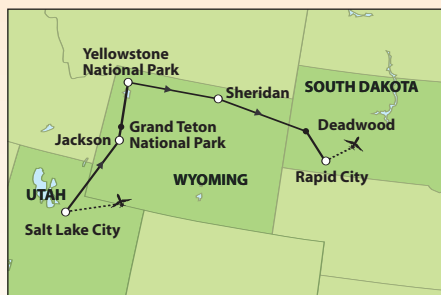 Yellowstone
National Park
Sheridan
SOUTH DAKOTA
Deadwood
Grand Teton
National Park
Jackson
WYOMING
Rapid City
UTAH
Salt Lake City